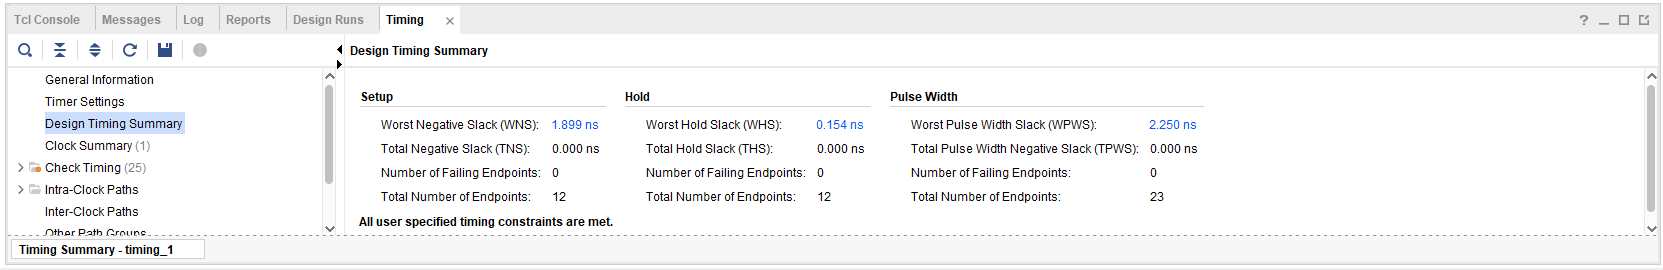 Tcl Console Messages Log Reports Design Runs Timing ×
?
Design Timing Summary
General Information
Timer Settings
Design Timing Summary
Clock Summary (1)
Check Timing (25)
Intra-Clock Paths
Inter-Clock Paths
Other Path Groups
Setup
Worst Negative Slack (WNS): 1.899 ns
Total Negative Slack (TNS): 0.000 ns
Number of Failing Endpoints: 0
Total Number of Endpoints: 12
Hold
Worst Hold Slack (WHS): 0.154 ns
Total Hold Slack (THS): 0.000 ns
Number of Failing Endpoints: 0
Total Number of Endpoints: 12
Pulse Width
Worst Pulse Width Slack (WPWS): 2.250 ns
Total Pulse Width Negative Slack (TPWS): 0.000 ns
Number of Failing Endpoints: 0
Total Number of Endpoints: 23
All user specified timing constraints are met.
Timing Summary - timing_1